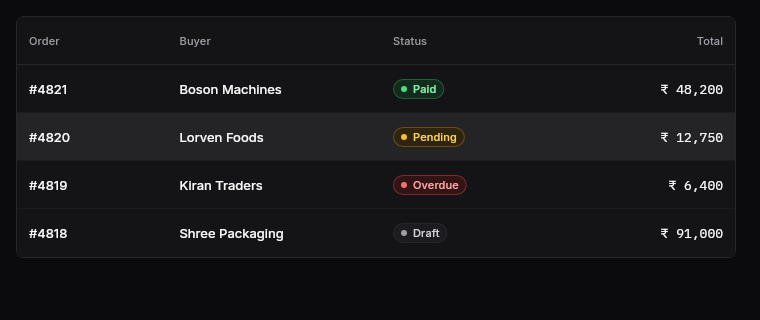 Order Buyer Status Total
#4821 Boson Machines Paid ₹ 48,200
#4820 Lorven Foods Pending ₹ 12,750
#4819 Kiran Traders Overdue ₹ 6,400
#4818 Shree Packaging Draft ₹ 91,000